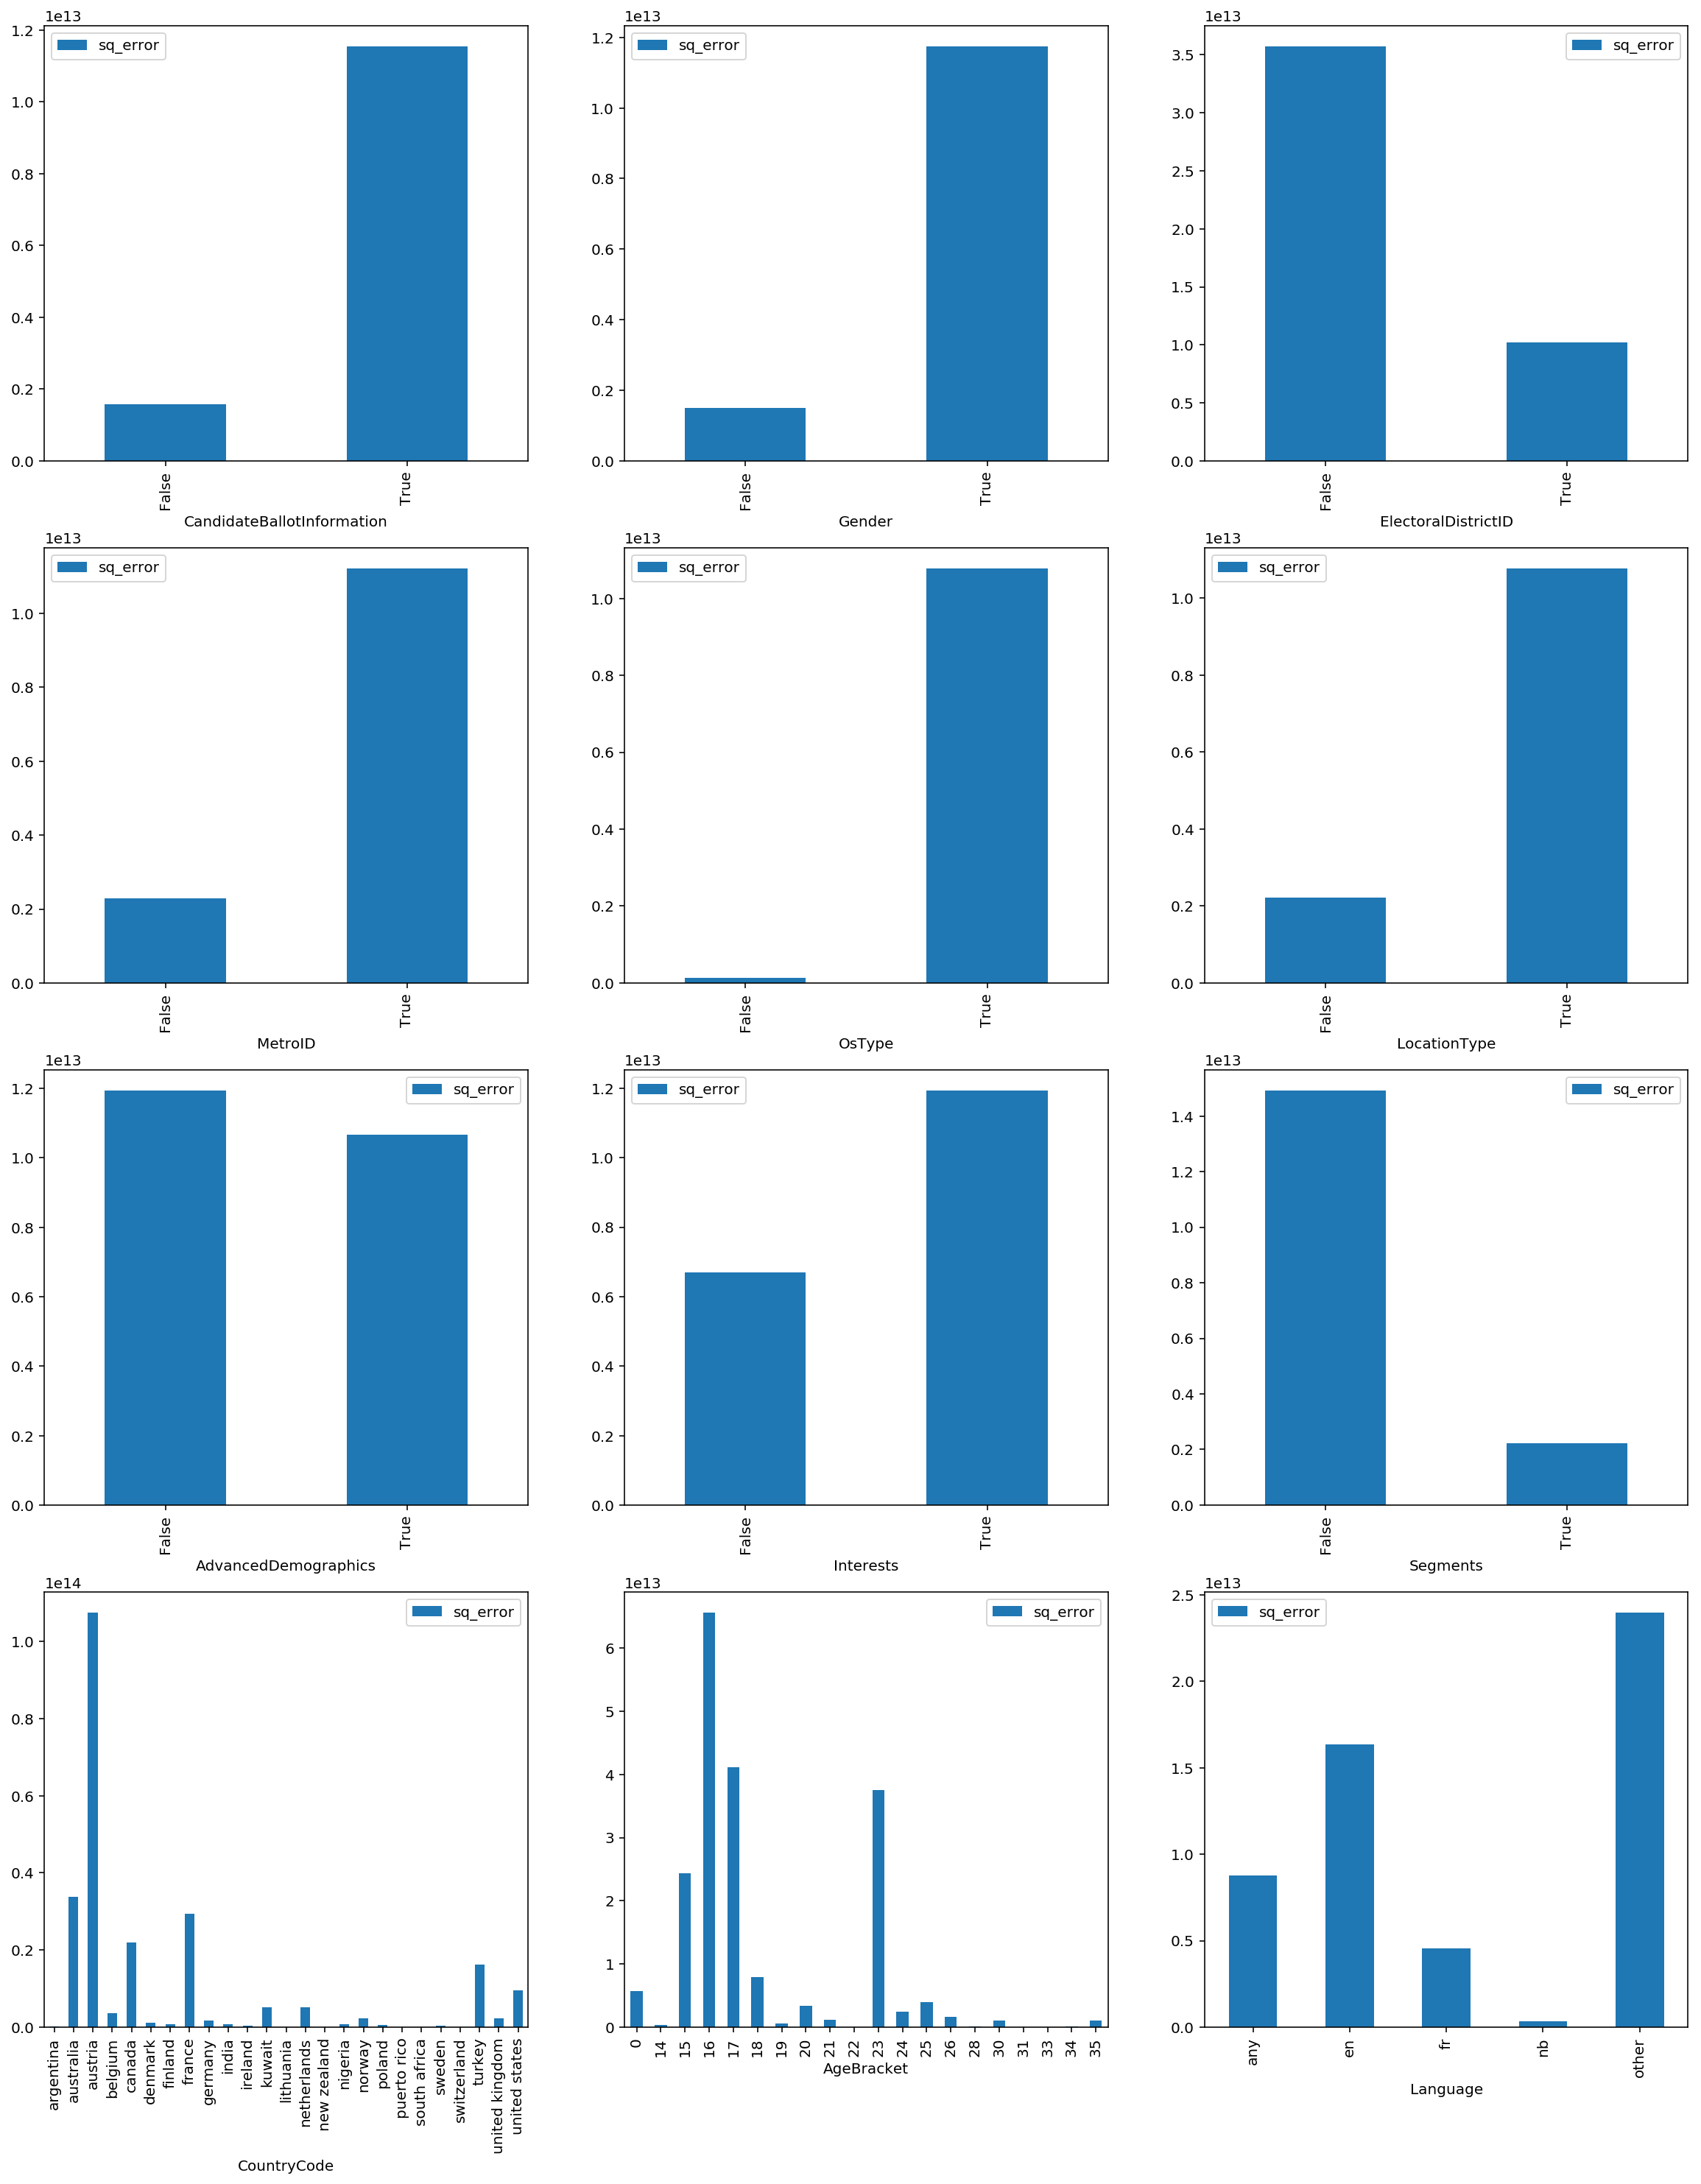 1e13
sq_error
1.2
1.0
0.8
0.6
0.4
0.2
0.0
False
True
CandidateBallotInformation
1e13
sq_error
1.2
1.0
0.8
0.6
0.4
0.2
0.0
False
True
Gender
1e13
sq_error
3.5
3.0
2.5
2.0
1.5
1.0
0.5
0.0
False
True
ElectoralDistrictID
1e13
sq_error
1.0
0.8
0.6
0.4
0.2
0.0
False
True
MetroID
1e13
sq_error
1.0
0.8
0.6
0.4
0.2
0.0
False
True
OsType
1e13
sq_error
1.0
0.8
0.6
0.4
0.2
0.0
False
True
LocationType
1e13
sq_error
1.2
1.0
0.8
0.6
0.4
0.2
0.0
False
True
AdvancedDemographics
1e13
sq_error
1.2
1.0
0.8
0.6
0.4
0.2
0.0
False
True
Interests
1e13
sq_error
1.4
1.2
1.0
0.8
0.6
0.4
0.2
0.0
False
True
Segments
1e14
sq_error
1.0
0.8
0.6
0.4
0.2
0.0
argentina
australia
austria
belgium
canada
denmark
finland
france
germany
india
ireland
kuwait
lithuania
netherlands
new zealand
nigeria
norway
poland
puerto rico
south africa
sweden
switzerland
turkey
united kingdom
united states
CountryCode
1e13
sq_error
6
5
4
3
2
1
0
0
14
15
16
17
18
19
20
21
22
23
24
25
26
28
30
31
33
34
35
AgeBracket
1e13
sq_error
2.5
2.0
1.5
1.0
0.5
0.0
any
en
fr
nb
other
Language